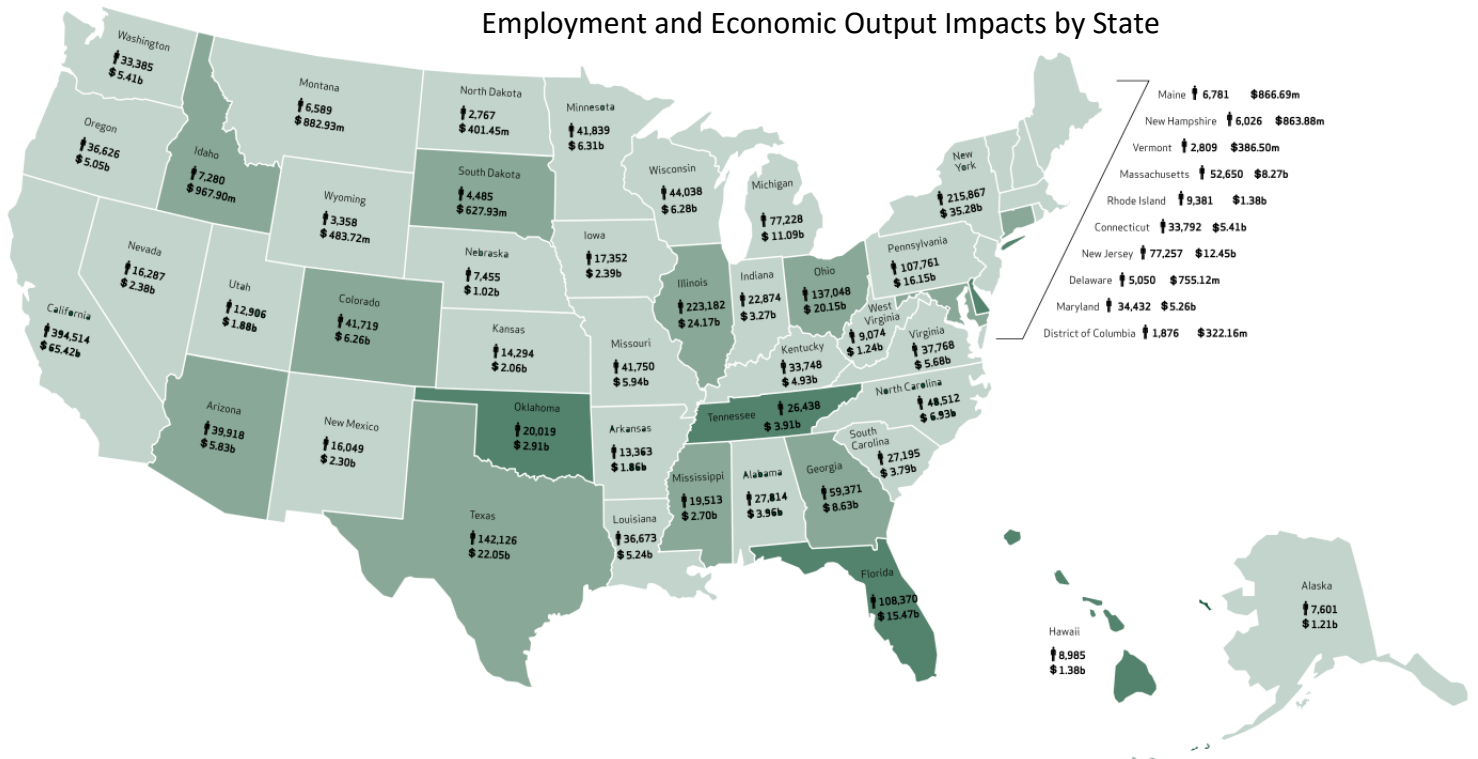 Employment and Economic Output Impacts by State
Washington
33,385
$5.41b
Oregon
36,626
$5.05b
California
394,514
$65.42b
Nevada
16,287
$2.38b
Idaho
7,280
$967.90m
Montana
6,589
$882.93m
Wyoming
3,358
$483.72m
Utah
12,906
$1.88b
Colorado
41,719
$6.26b
Arizona
39,918
$5.83b
New Mexico
16,049
$2.30b
North Dakota
2,767
$401.45m
South Dakota
4,485
$627.93m
Nebraska
7,455
$1.02b
Kansas
14,294
$2.06b
Oklahoma
20,019
$2.91b
Texas
142,126
$22.05b
Minnesota
41,839
$6.31b
Iowa
17,352
$2.39b
Missouri
41,750
$5.94b
Arkansas
13,363
$1.86b
Louisiana
36,673
$5.24b
Wisconsin
44,038
$6.28b
Illinois
223,182
$24.17b
Michigan
77,228
$11.09b
Indiana
22,874
$3.27b
Ohio
137,048
$20.15b
Kentucky
33,748
$4.93b
Tennessee 26,438
$3.91b
Mississippi
19,513
$2.70b
Alabama
27,814
$3.96b
Georgia
59,371
$8.63b
Florida
108,370
$15.47b
South
Carolina
27,195
$3.79b
North Carolina
48,512
$6.93b
Virginia
37,768
$5.68b
West
Virginia
9,074
$1.24b
Pennsylvania
107,761
$16.15b
New
York
215,867
$35.28b
Maine 6,781 $866.69m
New Hampshire 6,026 $863.88m
Vermont 2,809 $386.50m
Massachusetts 52,650 $8.27b
Rhode Island 9,381 $1.38b
Connecticut 33,792 $5.41b
New Jersey 77,257 $12.45b
Delaware 5,050 $755.12m
Maryland 34,432 $5.26b
District of Columbia 1,876 $322.16m
Hawaii
8,985
$1.38b
Alaska
7,601
$1.21b